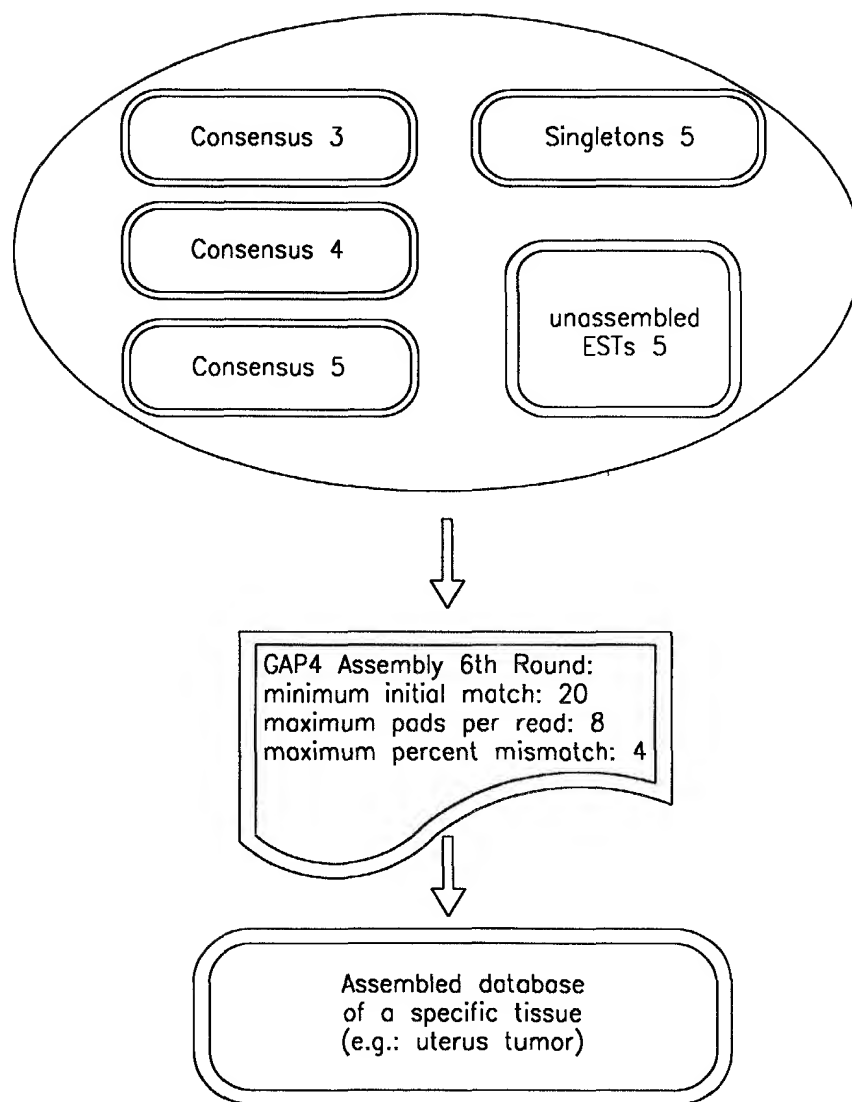 Consensus 3
Singletons 5
Consensus 4
unassembled
ESTs 5
Consensus 5
GAP4 Assembly 6th Round:
minimum initial match: 20
maximum pads per read: 8
maximum percent mismatch: 4
Assembled database
of a specific tissue
(e.g.: uterus tumor)